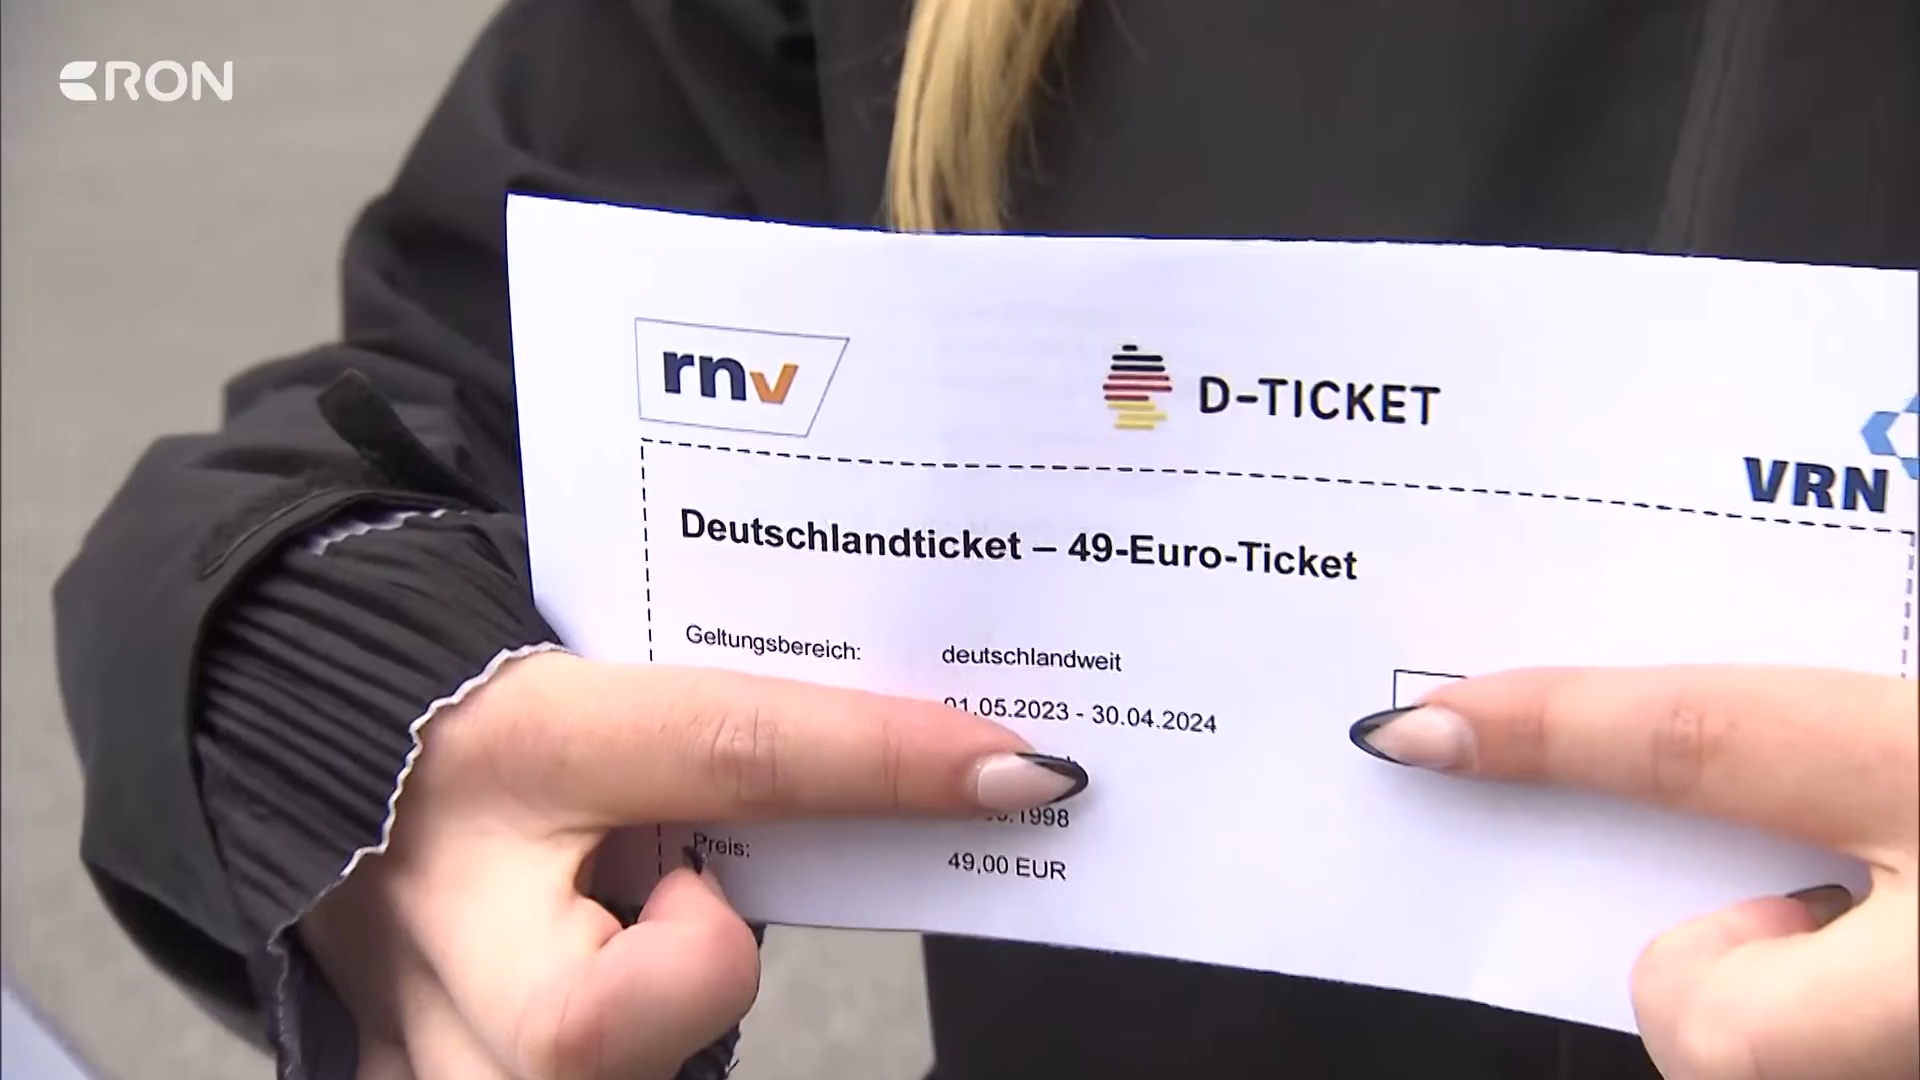 RON
rnv
D-TICKET
VRN
Deutschlandticket – 49-Euro-Ticket
Geltungsbereich: deutschlandweit
01.05.2023 - 30.04.2024
.1998
Preis: 49,00 EUR